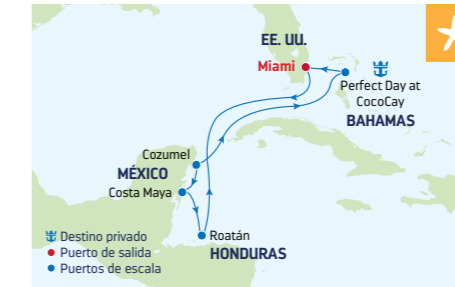 EE. UU.
Miami
Perfect Day at
CocoCay
BAHAMAS
Cozumel
MÉXICO
Costa Maya
Roatán
HONDURAS
Destino privado
Puerto de salida
Puertos de escala